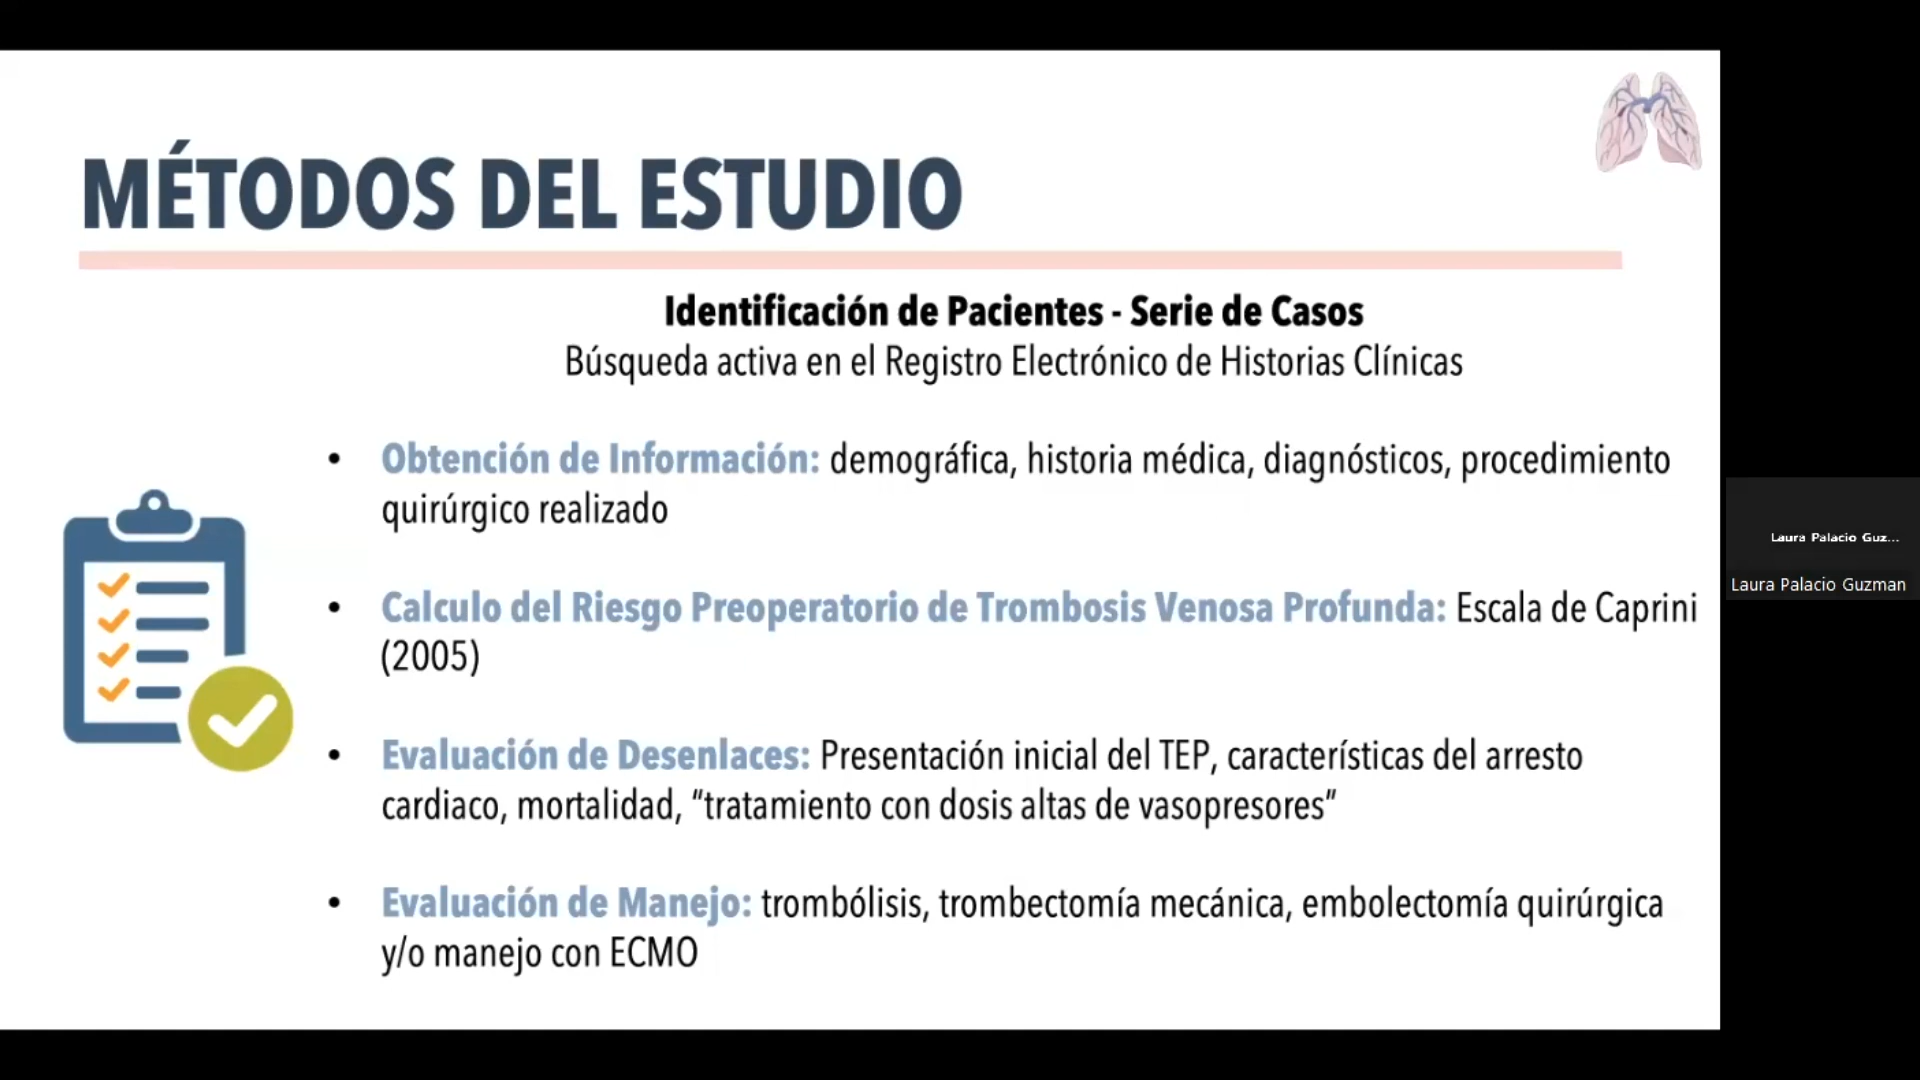 MÉTODOS DEL ESTUDIO
Identificación de Pacientes - Serie de Casos
Búsqueda activa en el Registro Electrónico de Historias Clínicas
• Obtención de Información: demográfica, historia médica, diagnósticos, procedimiento
quirúrgico realizado
• Calculo del Riesgo Preoperatorio de Trombosis Venosa Profunda: Escala de Caprini
(2005)
• Evaluación de Desenlaces: Presentación inicial del TEP, características del arresto
cardiaco, mortalidad, “tratamiento con dosis altas de vasopresores”
• Evaluación de Manejo: trombólisis, trombectomía mecánica, embolectomía quirúrgica
y/o manejo con ECMO
Laura Palacio Guz...
Laura Palacio Guzman